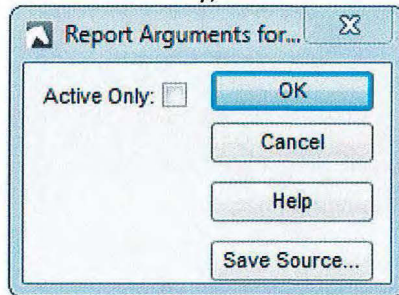 Report Arguments for...
Active Only:
OK
Cancel
Help
Save Source...